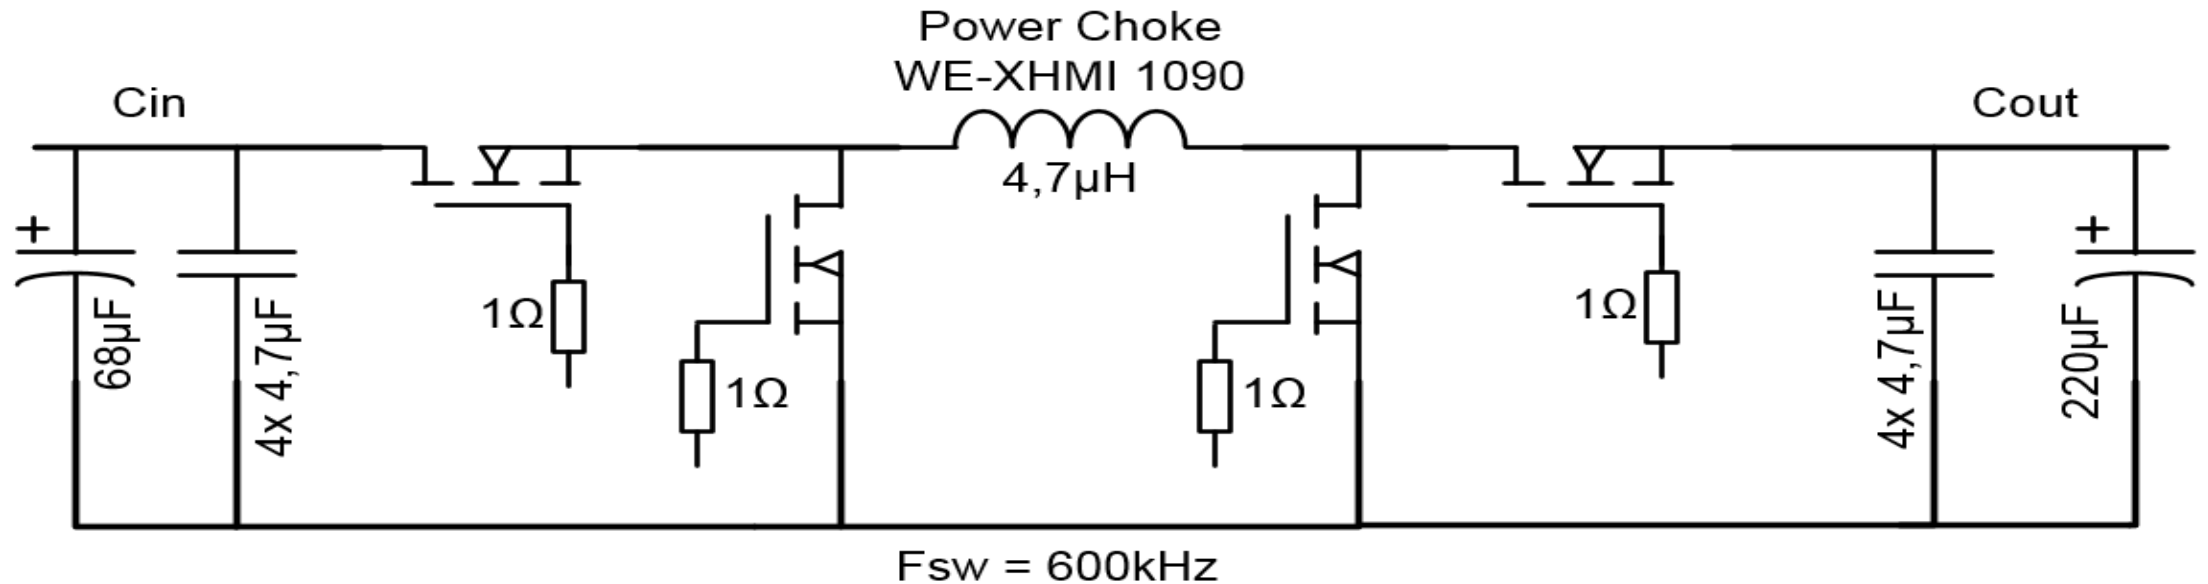 Power Choke
WE-XHMI 1090
Cin
Cout
4,7µH
+
+
1Ω
1Ω
1Ω
1Ω
68µF
4x 4,7µF
4x 4,7µF
220µF
Fsw = 600kHz